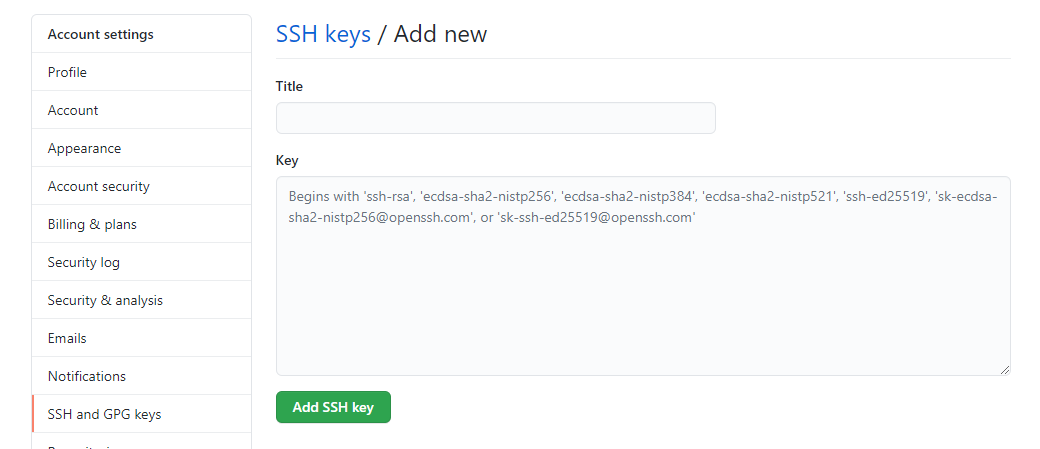 Account settings
Profile
Account
Appearance
Account security
Billing & plans
Security log
Security & analysis
Emails
Notifications
SSH and GPG keys
SSH keys / Add new
Title
Key
Begins with 'ssh-rsa', 'ecdsa-sha2-nistp256', 'ecdsa-sha2-nistp384', 'ecdsa-sha2-nistp521', 'ssh-ed25519', 'sk-ecdsa-
sha2-nistp256@openssh.com', or 'sk-ssh-ed25519@openssh.com'
Add SSH key